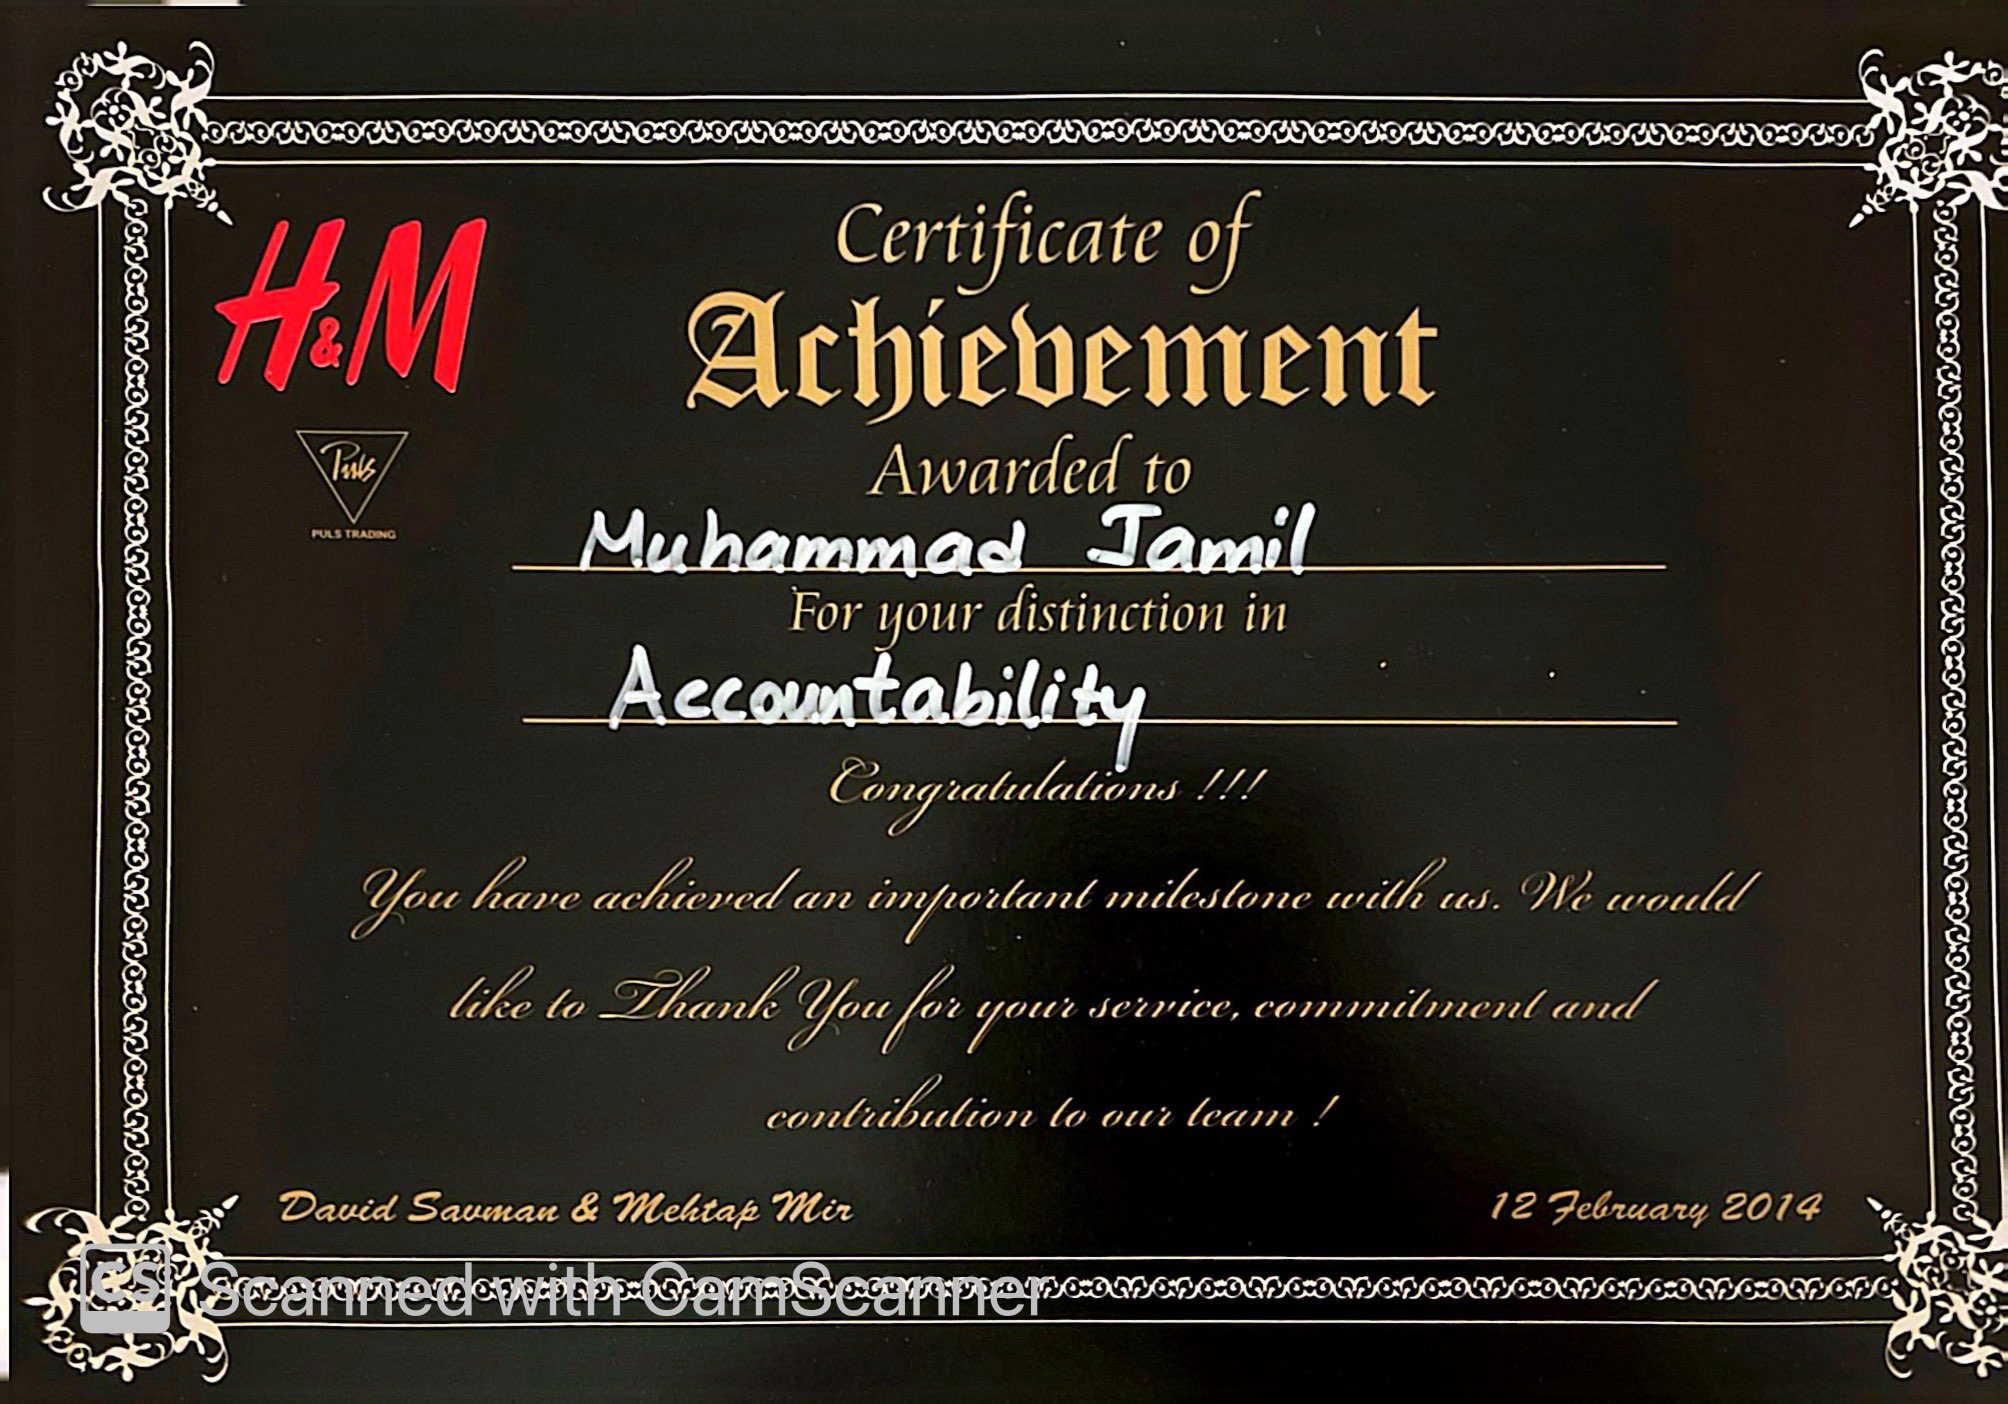 H&M
Certificate of
Achievement
Puls
PULS TRADING
Awarded to
Muhammad Jamil
For your distinction in
Accountability
Congratulations !!!
You have achieved an important milestone with us. We would
like to Thank You for your service, commitment and
contribution to our team !
David Savman & Mehtap Mir
12 February 2014
CS Scanned with CamScanner